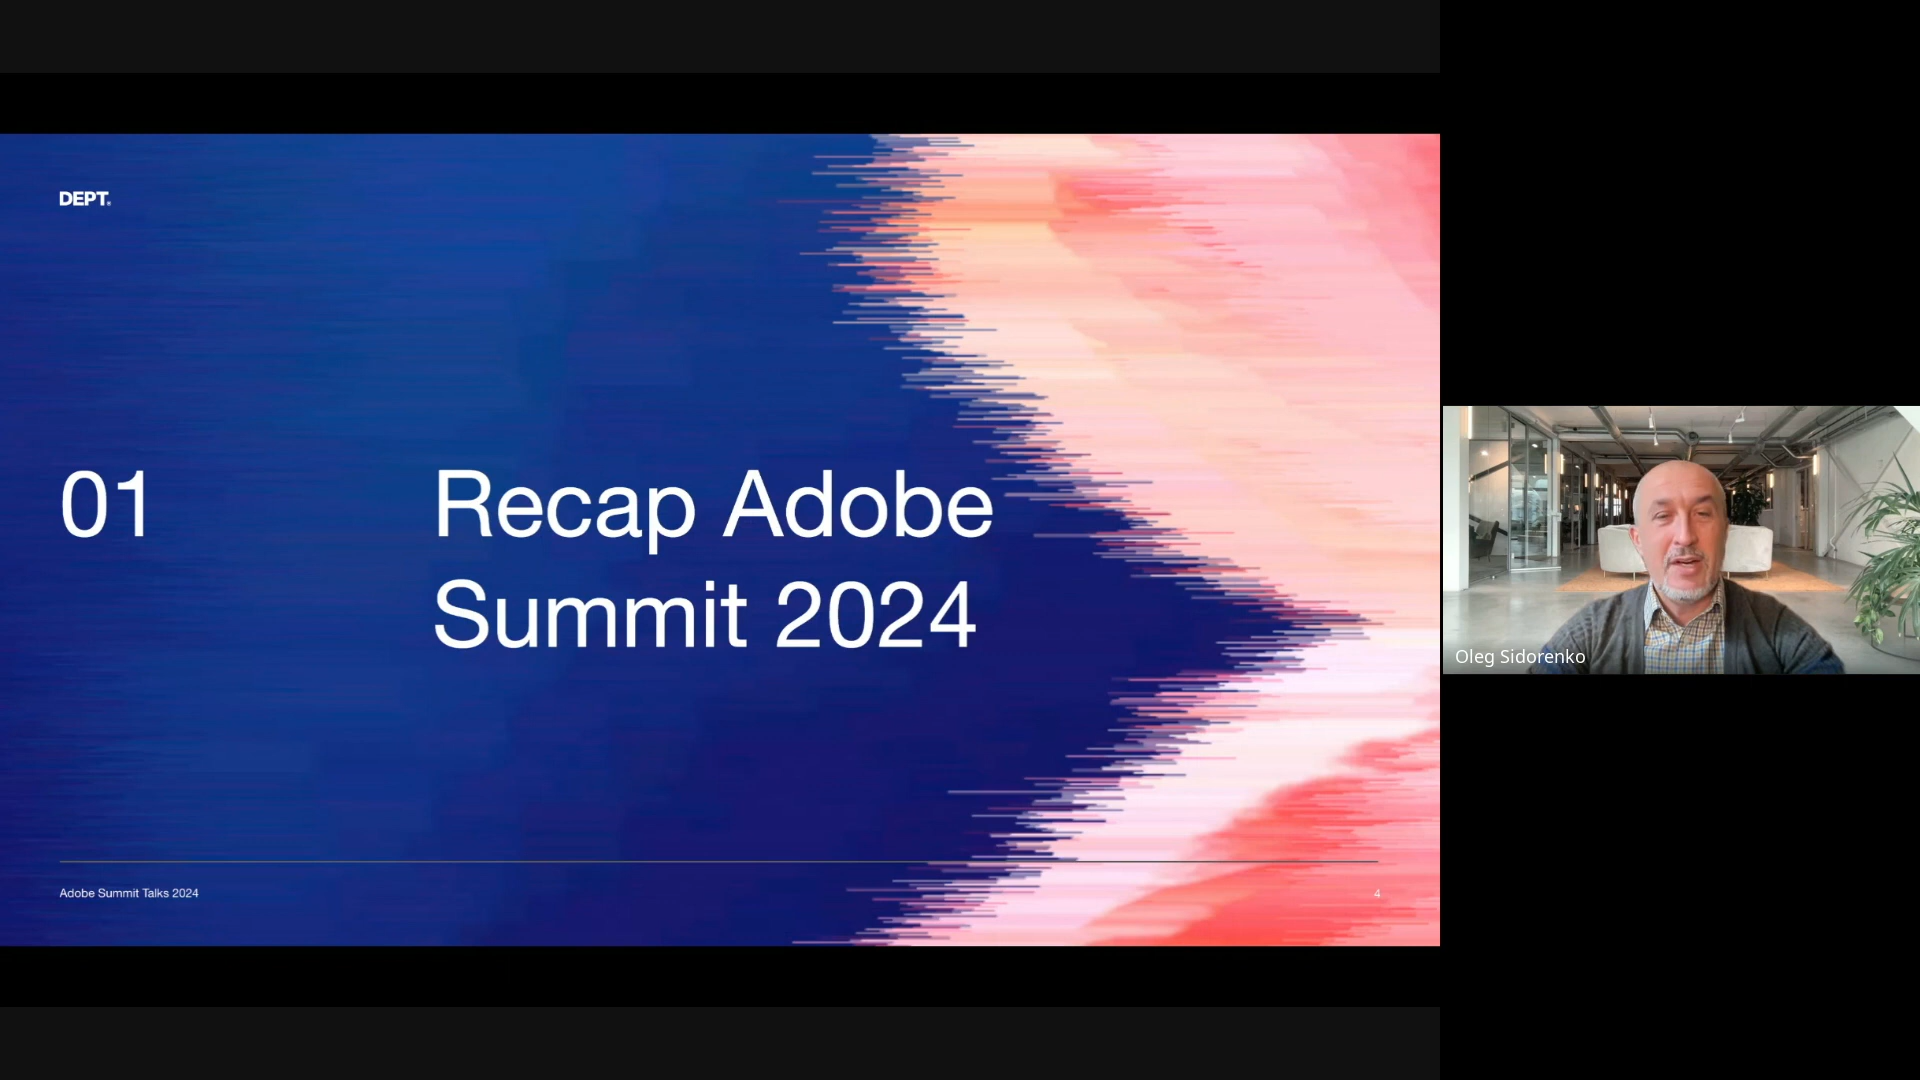 DEPT®
01
Recap Adobe
Summit 2024
Adobe Summit Talks 2024
4
Oleg Sidorenko